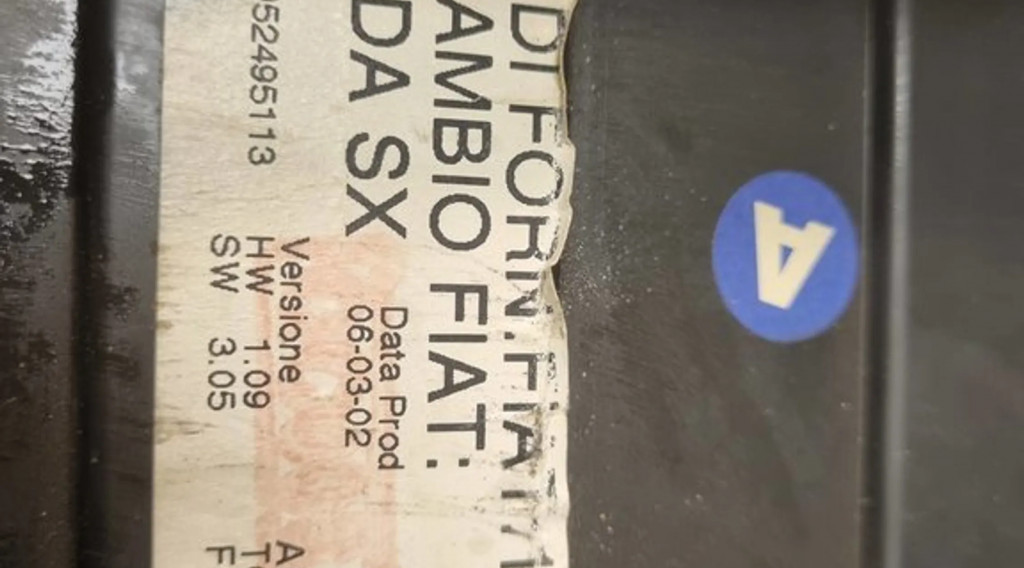 DI FORN.FIAT
AMBIO FIAT:
DA SX
Data Prod
06-03-02
52495113
Versione
HW 1.09
SW 3.05
A